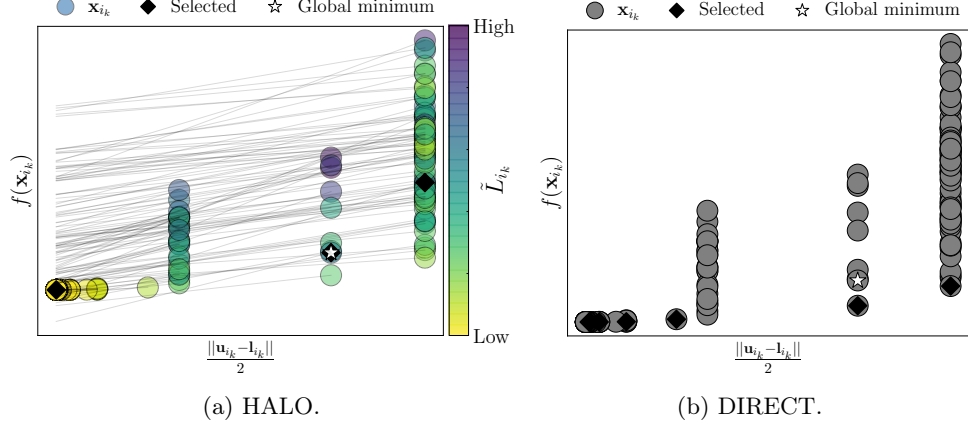 x_{i_k} Selected Global minimum
High
f(x_{i_k})
L̃_{i_k}
Low
||u_{i_k}−l_{i_k}||
2
(a) HALO.
x_{i_k} Selected Global minimum
f(x_{i_k})
||u_{i_k}−l_{i_k}||
2
(b) DIRECT.